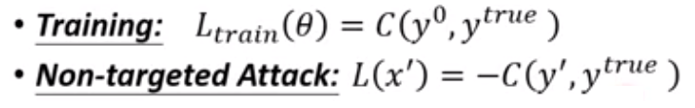 • Training: L_train(θ) = C(y⁰, y^true )
• Non-targeted Attack: L(x′) = −C(y′, y^true )